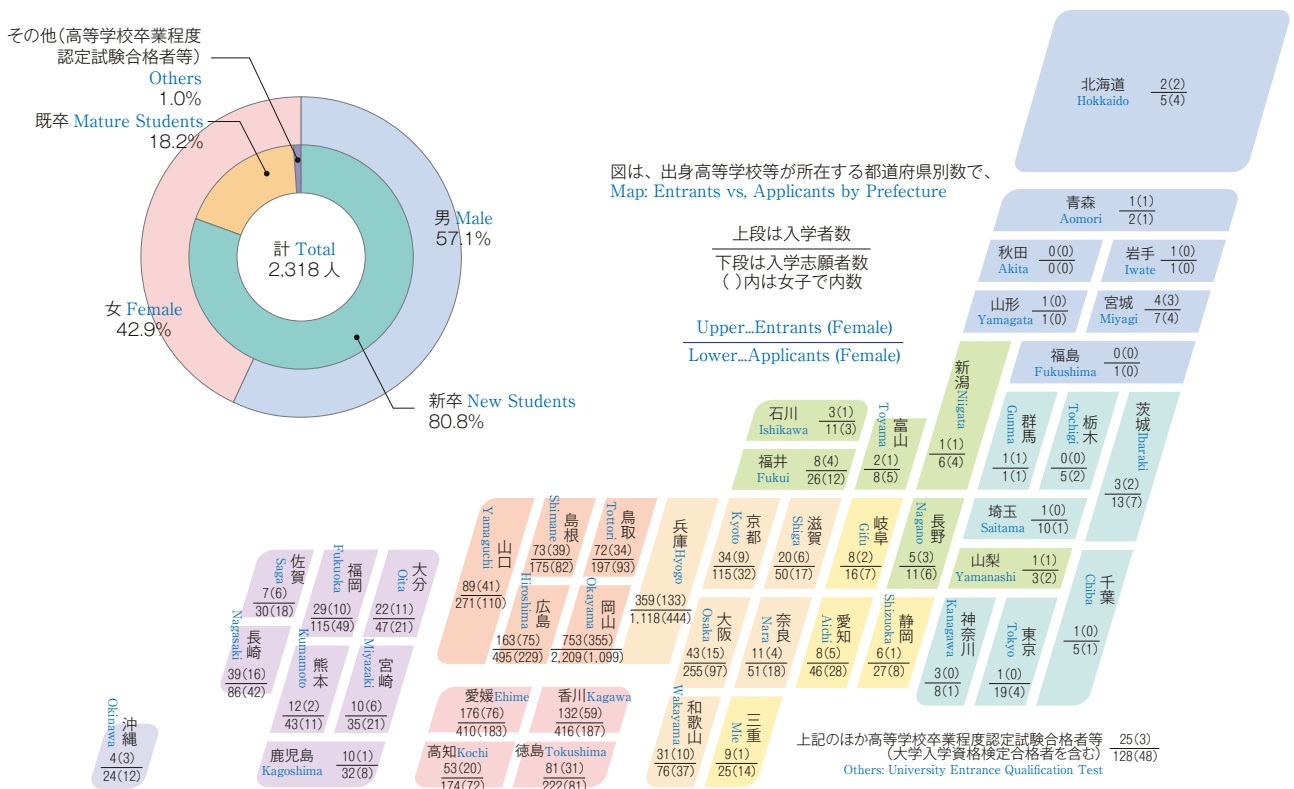 その他(高等学校卒業程度
認定試験合格者等)
Others
1.0%
既卒 Mature Students
18.2%
男 Male
57.1%
計 Total
2,318 人
女 Female
42.9%
新卒 New Students
80.8%
図は、出身高等学校等が所在する都道府県別数で、
Map: Entrants vs, Applicants by Prefecture
上段は入学者数
下段は入学志願者数
( )内は女子で内数
Upper...Entrants (Female)
Lower...Applicants (Female)
北海道
Hokkaido
2(2)
5(4)
青森
Aomori
1(1)
2(1)
秋田
Akita
0(0)
0(0)
岩手
Iwate
1(0)
1(0)
山形
Yamagata
1(0)
1(0)
宮城
Miyagi
4(3)
7(4)
福島
Fukushima
0(0)
1(0)
新潟
Niigata
1(1)
6(4)
群馬
Gunma
1(1)
1(1)
栃木
Tochigi
0(0)
5(2)
茨城
Ibaraki
3(2)
13(7)
石川
Ishikawa
3(1)
11(3)
福井
Fukui
8(4)
26(12)
富山
Toyama
2(1)
8(5)
埼玉
Saitama
1(0)
10(1)
山梨
Yamanashi
1(1)
3(2)
千葉
Chiba
1(0)
5(1)
長野
Nagano
5(3)
11(6)
岐阜
Gifu
8(2)
16(7)
滋賀
Shiga
20(6)
50(17)
京都
Kyoto
34(9)
115(32)
兵庫
Hyogo
359(133)
1,118(444)
鳥取
Tottori
72(34)
197(93)
島根
Shimane
73(39)
175(82)
山口
Yamaguchi
89(41)
271(110)
広島
Hiroshima
163(75)
495(229)
岡山
Okayama
753(355)
2,209(1,099)
大阪
Osaka
43(15)
255(97)
奈良
Nara
11(4)
51(18)
愛知
Aichi
8(5)
46(28)
静岡
Shizuoka
6(1)
27(8)
神奈川
Kanagawa
3(0)
8(1)
東京
Tokyo
1(0)
19(4)
和歌山
Wakayama
31(10)
76(37)
三重
Mie
9(1)
25(14)
愛媛Ehime
176(76)
410(183)
香川Kagawa
132(59)
416(187)
高知Kochi
53(20)
174(72)
徳島Tokushima
81(31)
222(81)
佐賀
Saga
7(6)
30(18)
福岡
Fukuoka
29(10)
115(49)
大分
Oita
22(11)
47(21)
長崎
Nagasaki
39(16)
86(42)
熊本
Kumamoto
12(2)
43(11)
宮崎
Miyazaki
10(6)
35(21)
鹿児島
Kagoshima
10(1)
32(8)
沖縄
Okinawa
4(3)
24(12)
上記のほか高等学校卒業程度認定試験合格者等
(大学入学資格検定合格者を含む)
25(3)
128(48)
Others: University Entrance Qualification Test